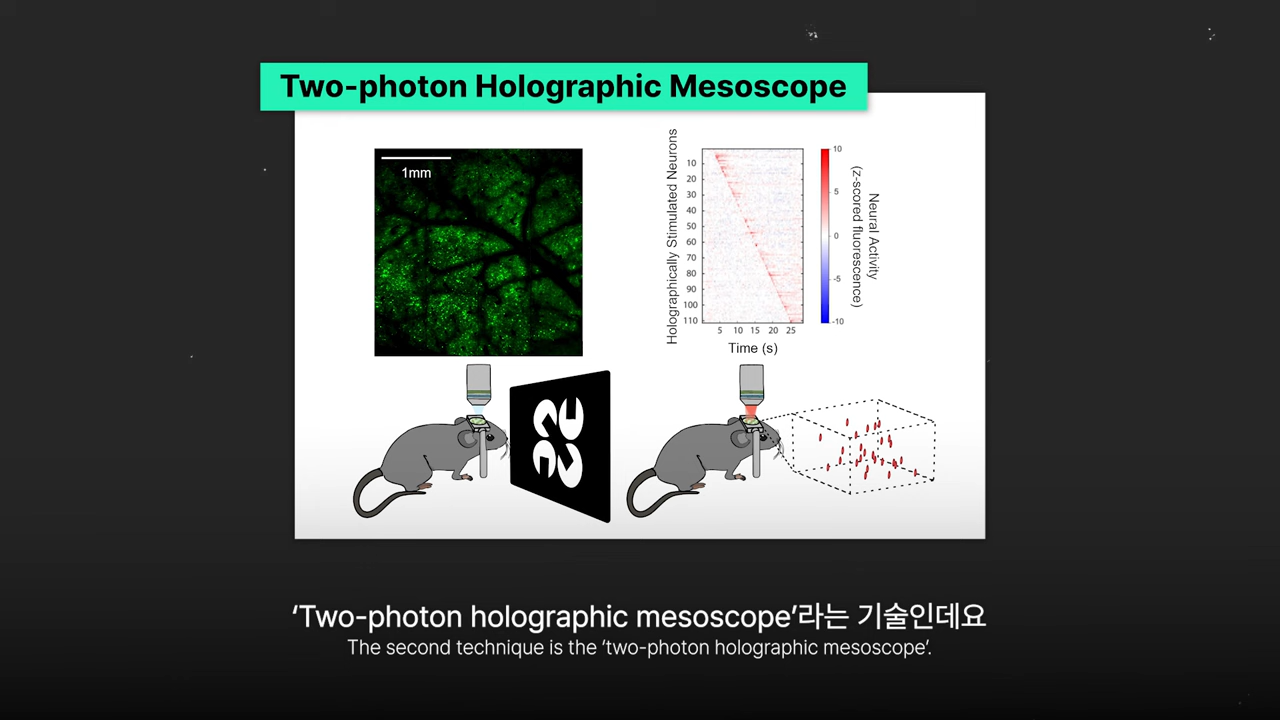 Two-photon Holographic Mesoscope
1mm
Holographically Stimulated Neurons
10
20
30
40
50
60
70
80
90
100
110
5 10 15 20 25
Time (s)
10
5
0
-5
-10
Neural Activity
(z-scored fluorescence)
'Two-photon holographic mesoscope'라는 기술인데요
The second technique is the 'two-photon holographic mesoscope'.